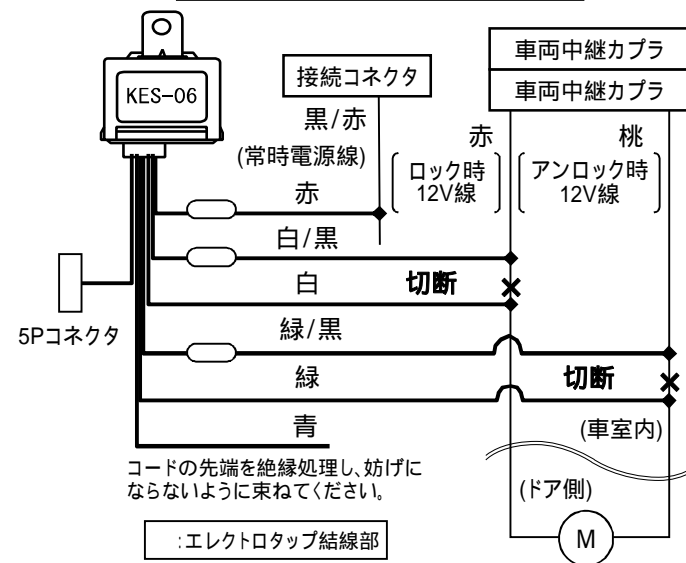 KES-06
接続コネクタ
車両中継カプラ
車両中継カプラ
黒/赤
(常時電源線)
赤
ロック時
12V線
桃
アンロック時
12V線
赤
白/黒
白
切断
5Pコネクタ
緑/黒
緑
切断
青
(車室内)
コードの先端を絶縁処理し、妨げに
ならないように束ねてください。
(ドア側)
:エレクトロタップ結線部
M